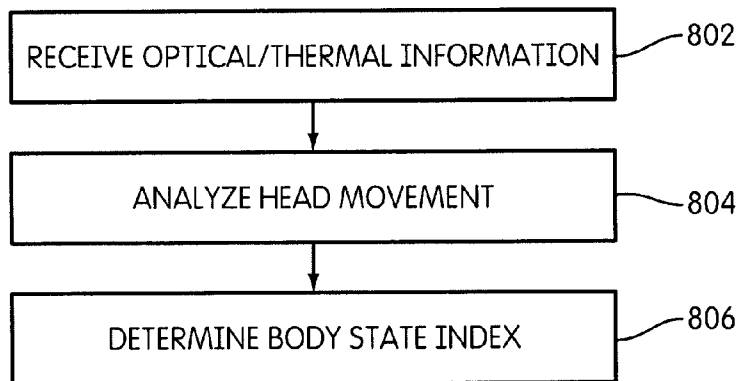 RECEIVE OPTICAL/THERMAL INFORMATION
802
ANALYZE HEAD MOVEMENT
804
DETERMINE BODY STATE INDEX
806